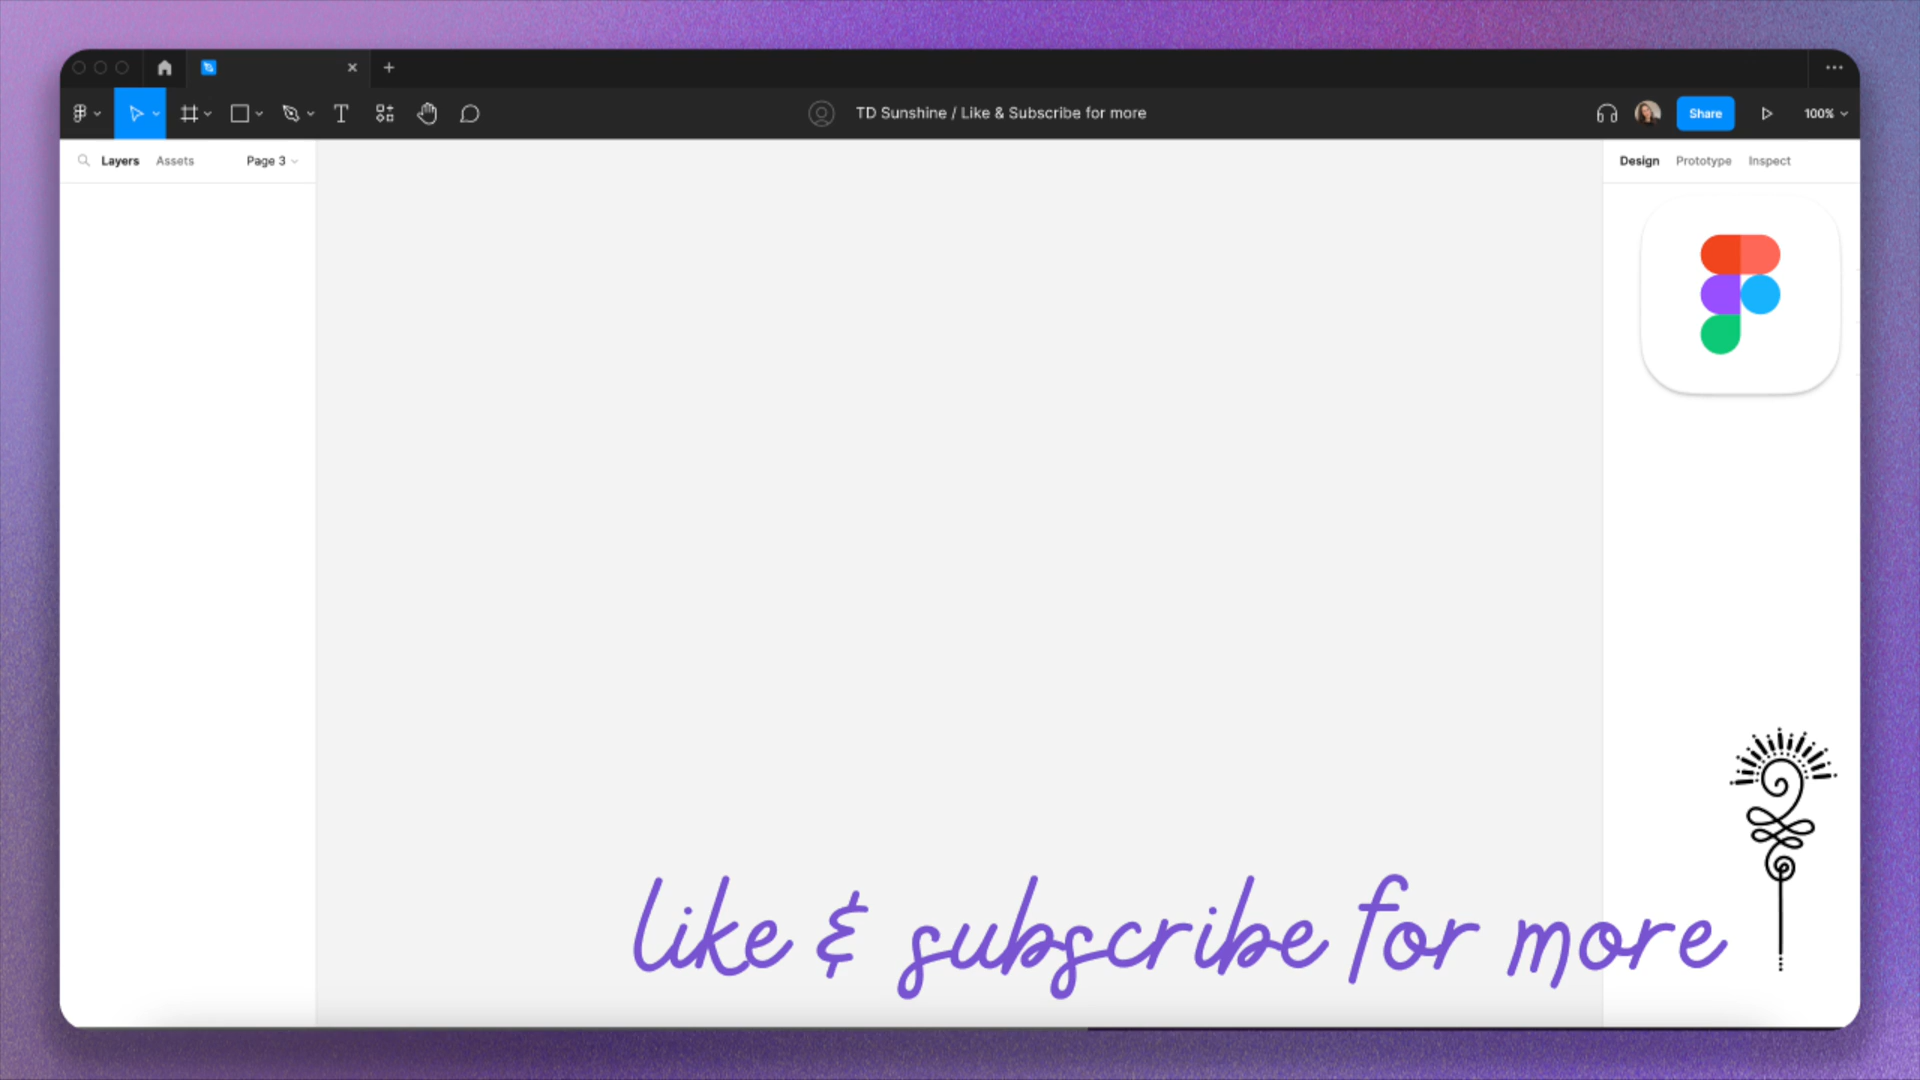 TD Sunshine / Like & Subscribe for more
Share
100%
Layers
Assets
Page 3
Design
Prototype
Inspect
like & subscribe for more